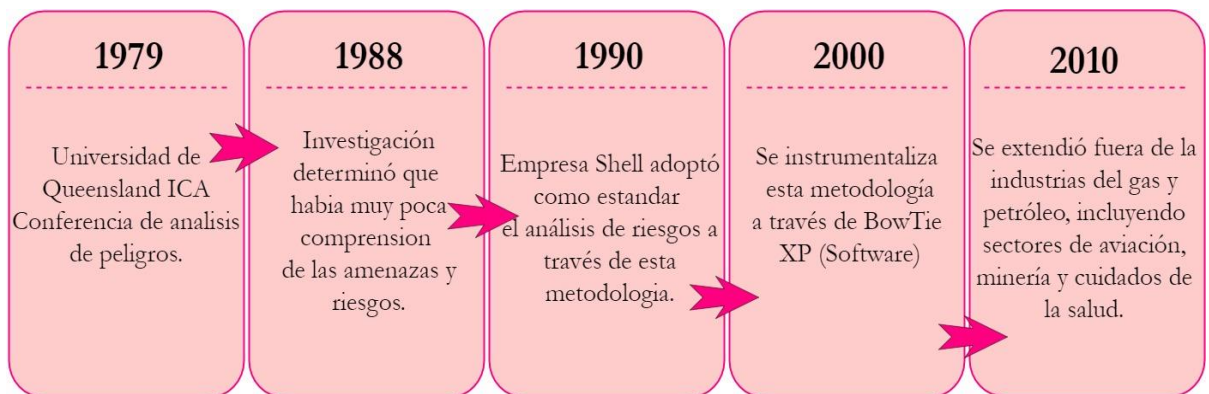 1979
Universidad de
Queensland ICA
Conferencia de analisis
de peligros.
1988
Investigación
determinó que
habia muy poca
comprension
de las amenazas y
riesgos.
1990
Empresa Shell adoptó
como estandar
el análisis de riesgos a
través de esta
metodologia.
2000
Se instrumentaliza
esta metodología
a través de BowTie
XP (Software)
2010
Se extendió fuera de la
industrias del gas y
petróleo, incluyendo
sectores de aviación,
minería y cuidados de
la salud.